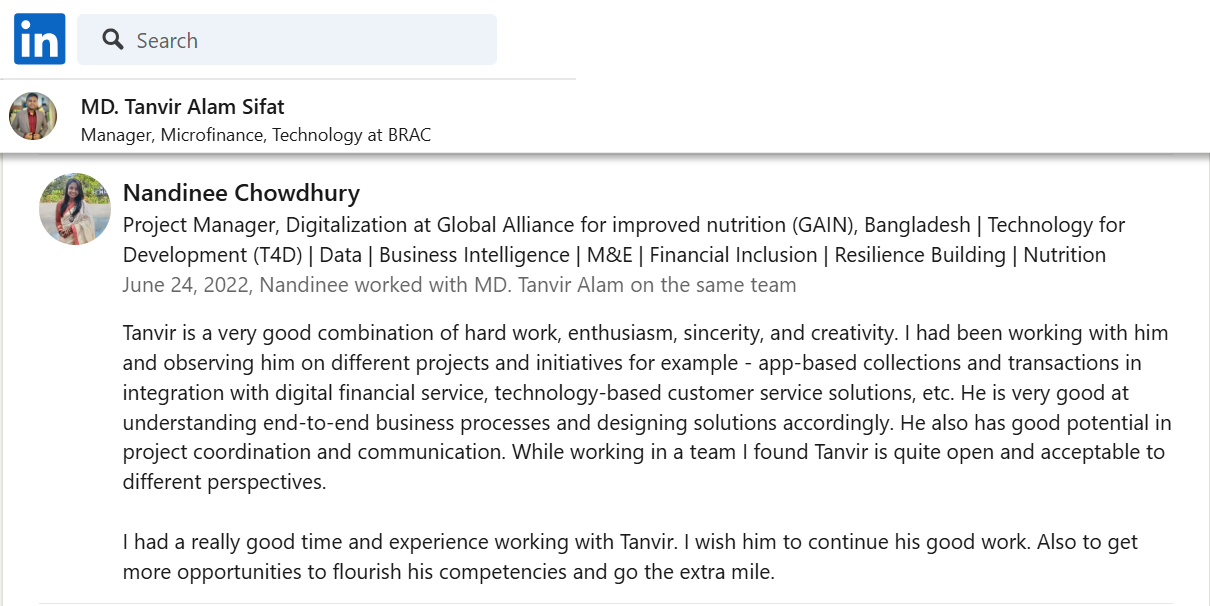 in
Search
MD. Tanvir Alam Sifat
Manager, Microfinance, Technology at BRAC
Nandinee Chowdhury
Project Manager, Digitalization at Global Alliance for improved nutrition (GAIN), Bangladesh | Technology for
Development (T4D) | Data | Business Intelligence | M&E | Financial Inclusion | Resilience Building | Nutrition
June 24, 2022, Nandinee worked with MD. Tanvir Alam on the same team
Tanvir is a very good combination of hard work, enthusiasm, sincerity, and creativity. I had been working with him
and observing him on different projects and initiatives for example - app-based collections and transactions in
integration with digital financial service, technology-based customer service solutions, etc. He is very good at
understanding end-to-end business processes and designing solutions accordingly. He also has good potential in
project coordination and communication. While working in a team I found Tanvir is quite open and acceptable to
different perspectives.
I had a really good time and experience working with Tanvir. I wish him to continue his good work. Also to get
more opportunities to flourish his competencies and go the extra mile.